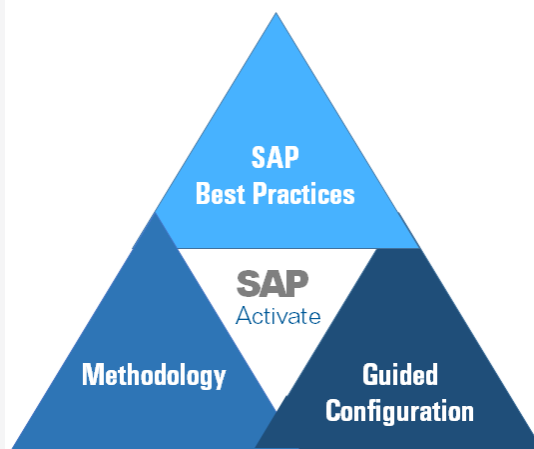 SAP
Best Practices
SAP
Activate
Methodology
Guided
Configuration